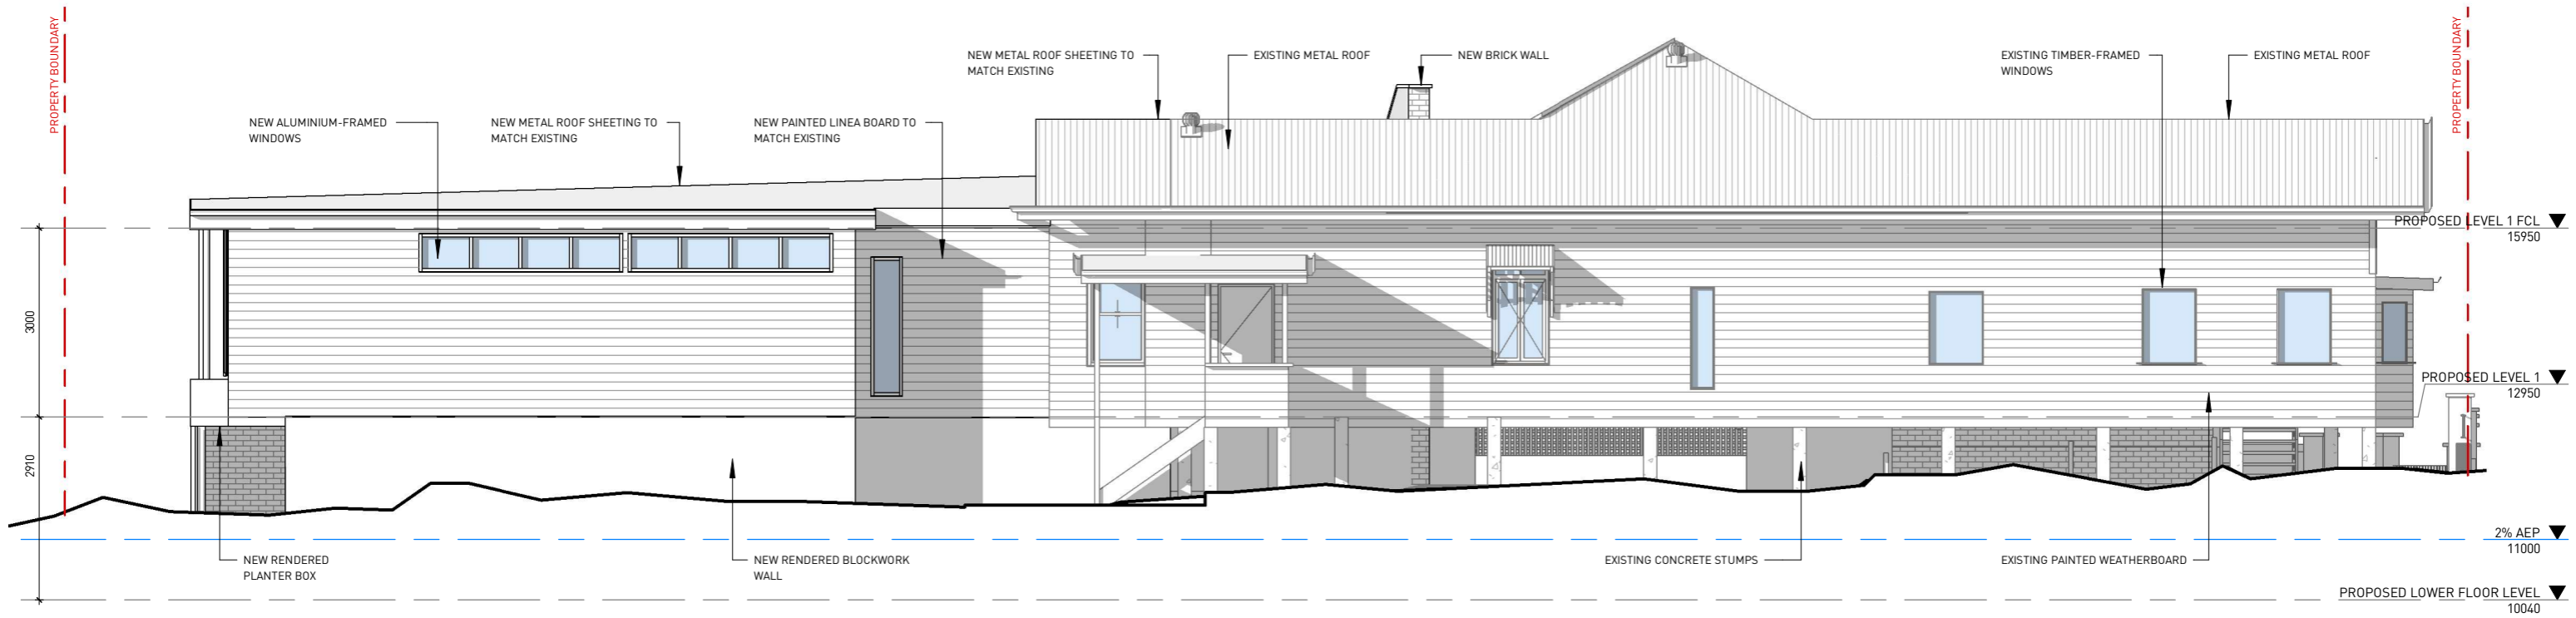 PROPERTY BOUNDARY
NEW METAL ROOF SHEETING TO
MATCH EXISTING
EXISTING METAL ROOF
NEW BRICK WALL
EXISTING TIMBER-FRAMED
WINDOWS
EXISTING METAL ROOF
PROPERTY BOUNDARY
NEW ALUMINIUM-FRAMED
WINDOWS
NEW METAL ROOF SHEETING TO
MATCH EXISTING
NEW PAINTED LINEA BOARD TO
MATCH EXISTING
PROPOSED LEVEL 1 FCL
15950
3000
PROPOSED LEVEL 1
12950
2910
2% AEP
11000
NEW RENDERED
PLANTER BOX
NEW RENDERED BLOCKWORK
WALL
EXISTING CONCRETE STUMPS
EXISTING PAINTED WEATHERBOARD
PROPOSED LOWER FLOOR LEVEL
10040